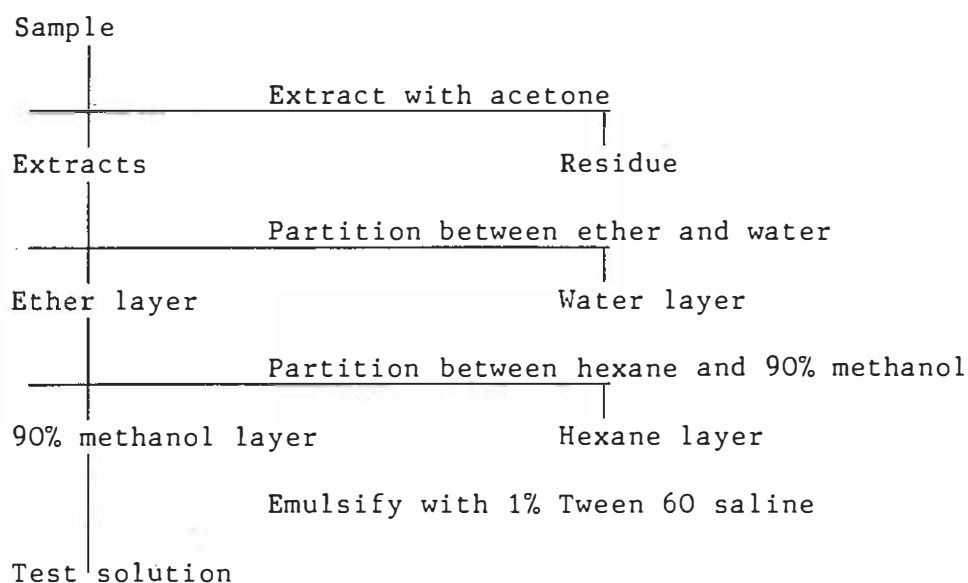 Sample
Extract with acetone
Extracts Residue
Partition between ether and water
Ether layer Water layer
Partition between hexane and 90% methanol
90% methanol layer Hexane layer
Emulsify with 1% Tween 60 saline
Test solution